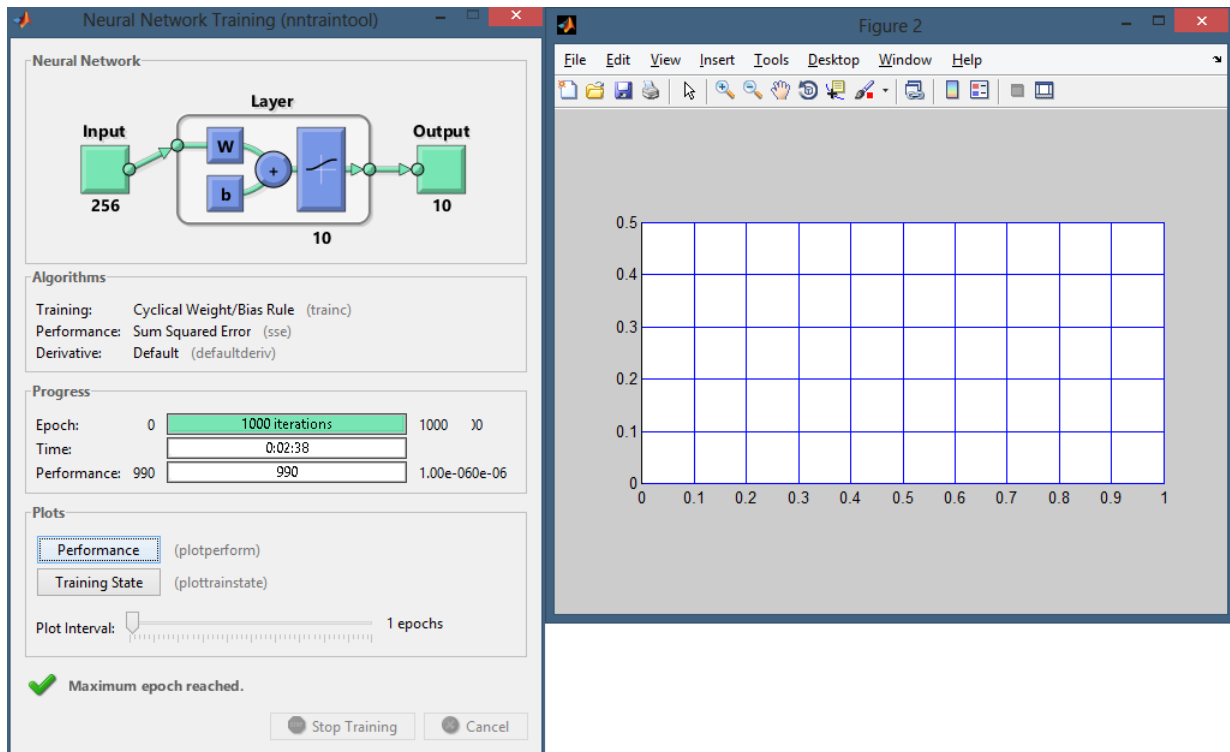 Neural Network Training (nntraintool)
Neural Network
Layer
Input
Output
W
b
+
256
10
10
Algorithms
Training: Cyclical Weight/Bias Rule (trainc)
Performance: Sum Squared Error (sse)
Derivative: Default (defaultderiv)
Progress
Epoch: 0 1000 iterations 1000
Time: 0:02:38
Performance: 990 990 1.00e-060e-06
Plots
Performance (plotperform)
Training State (plottrainstate)
Plot Interval: 1 epochs
Maximum epoch reached.
Stop Training Cancel
Figure 2
File Edit View Insert Tools Desktop Window Help
0.5
0.4
0.3
0.2
0.1
0
0 0.1 0.2 0.3 0.4 0.5 0.6 0.7 0.8 0.9 1